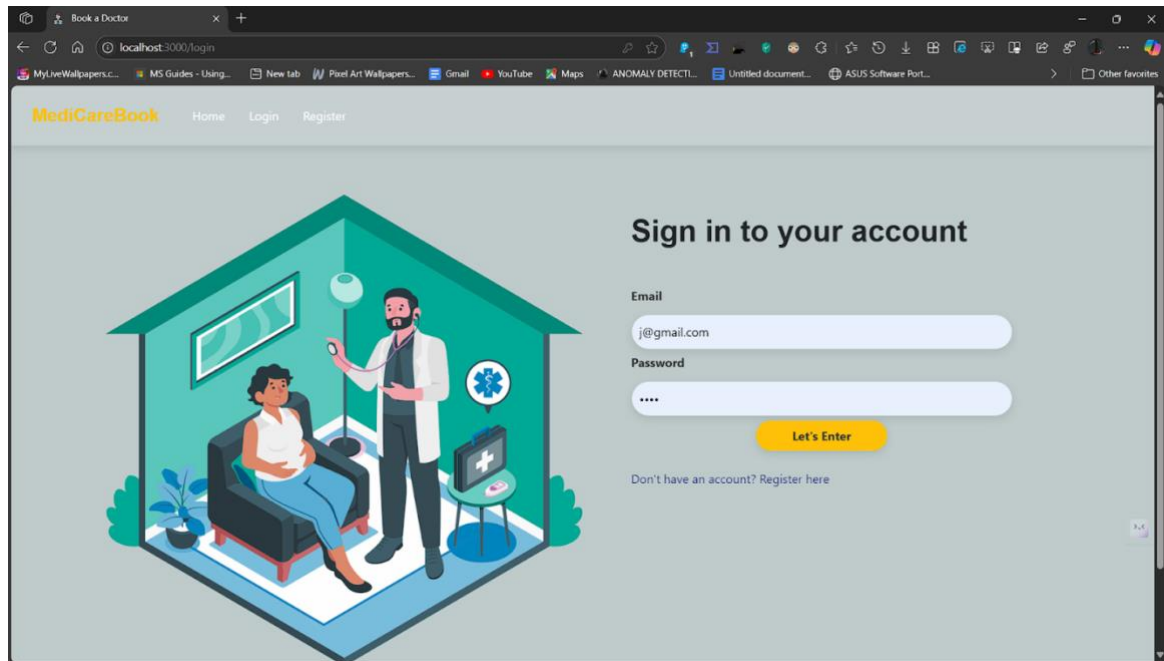 Book a Doctor
localhost:3000/login
MyLiveWallpapers.c... MS Guides - Using... New tab Pixel Art Wallpapers... Gmail YouTube Maps ANOMALY DETECTI... Untitled document... ASUS Software Port... Other favorites
MediCareBook Home Login Register
Sign in to your account
Email
j@gmail.com
Password
••••
Let's Enter
Don't have an account? Register here